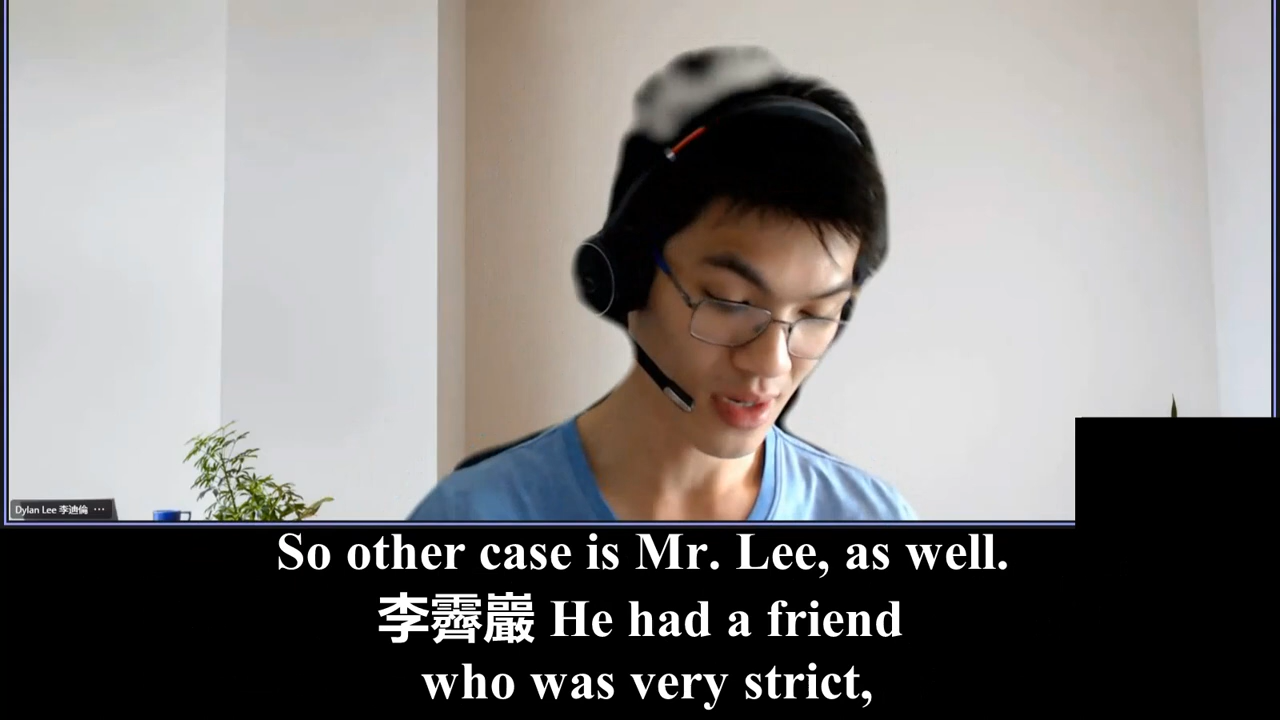 Dylan Lee 李迪倫 ···
So other case is Mr. Lee, as well.
李霽巖 He had a friend
who was very strict,